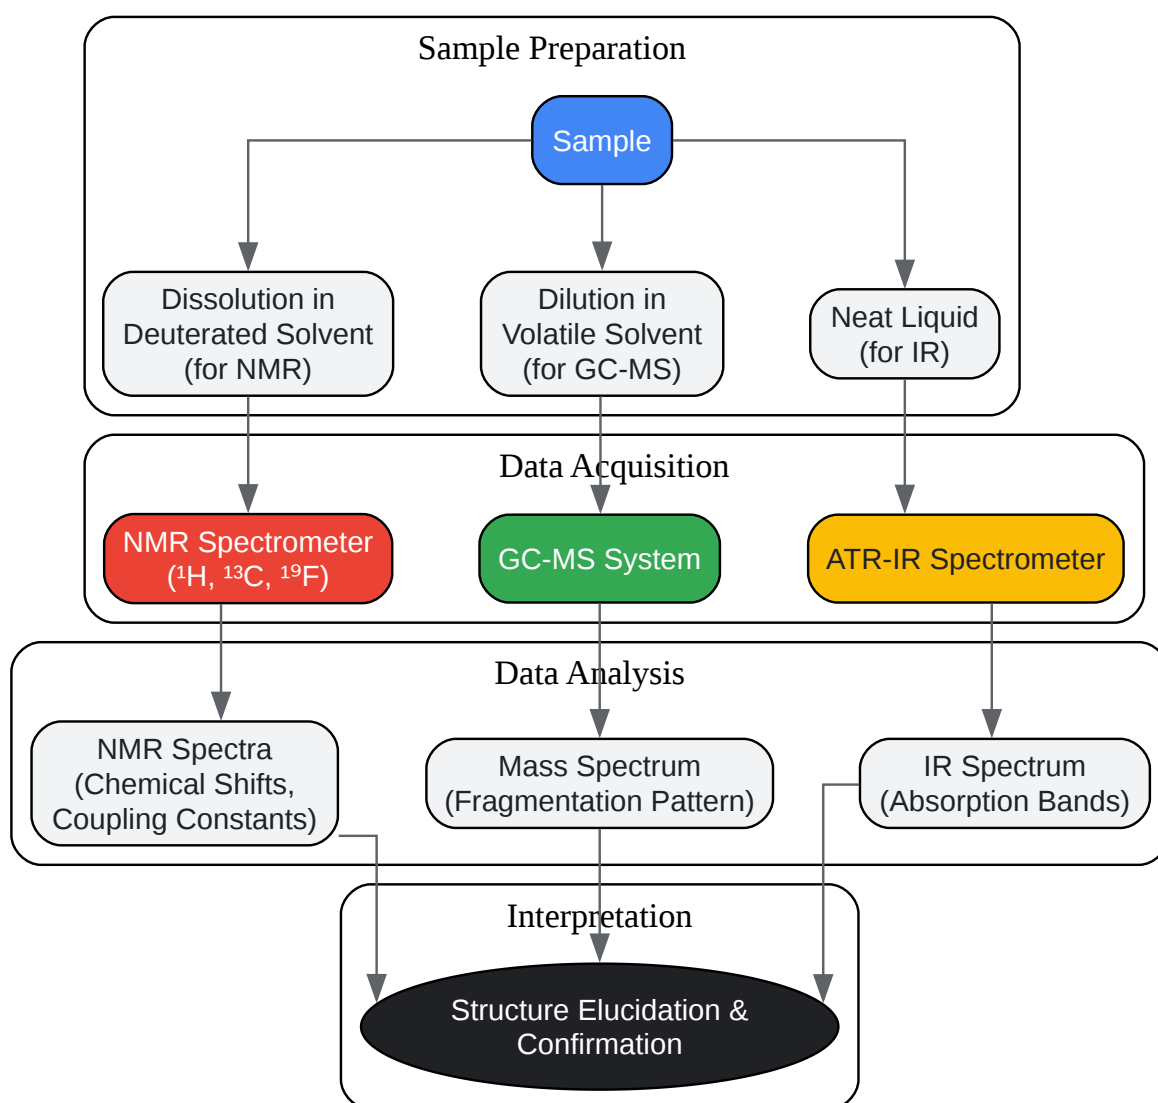 Sample Preparation
Sample
Dissolution in
Deuterated Solvent
(for NMR)
Dilution in
Volatile Solvent
(for GC-MS)
Neat Liquid
(for IR)
Data Acquisition
NMR Spectrometer
(¹H, ¹³C, ¹⁹F)
GC-MS System
ATR-IR Spectrometer
Data Analysis
NMR Spectra
(Chemical Shifts,
Coupling Constants)
Mass Spectrum
(Fragmentation Pattern)
IR Spectrum
(Absorption Bands)
Interpretation
Structure Elucidation &
Confirmation